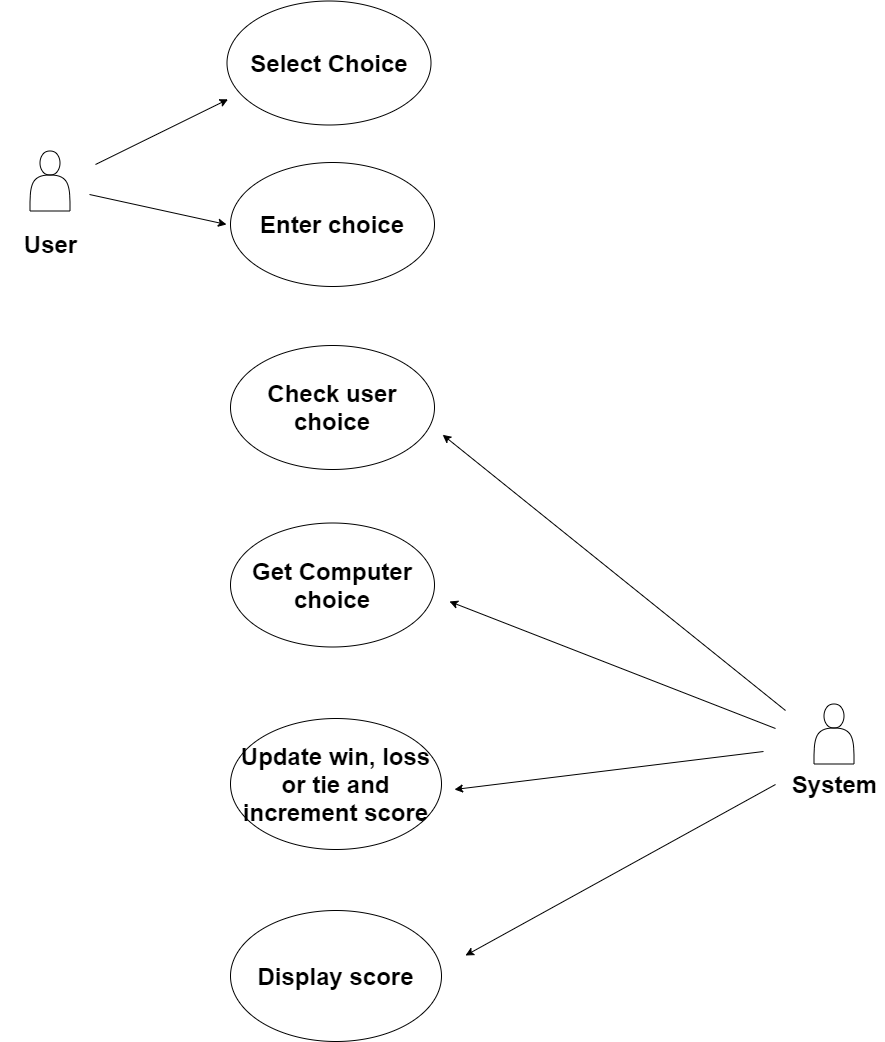 Select Choice
User
Enter choice
Check user
choice
Get Computer
choice
Update win, loss
or tie and
increment score
System
Display score